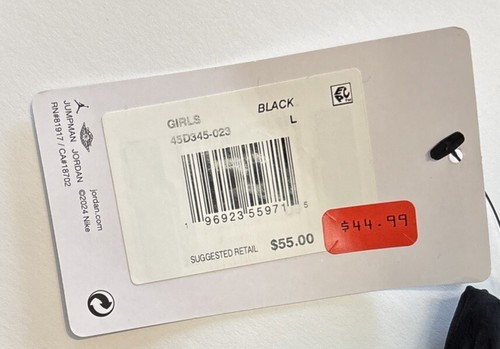 GIRLS
BLACK
45D345-023
L
1 96923 55971 5
SUGGESTED RETAIL $55.00
$44.99
JUMPMAN JORDAN
RN#81917 / CA#18702
jordan.com
©2024 Nike